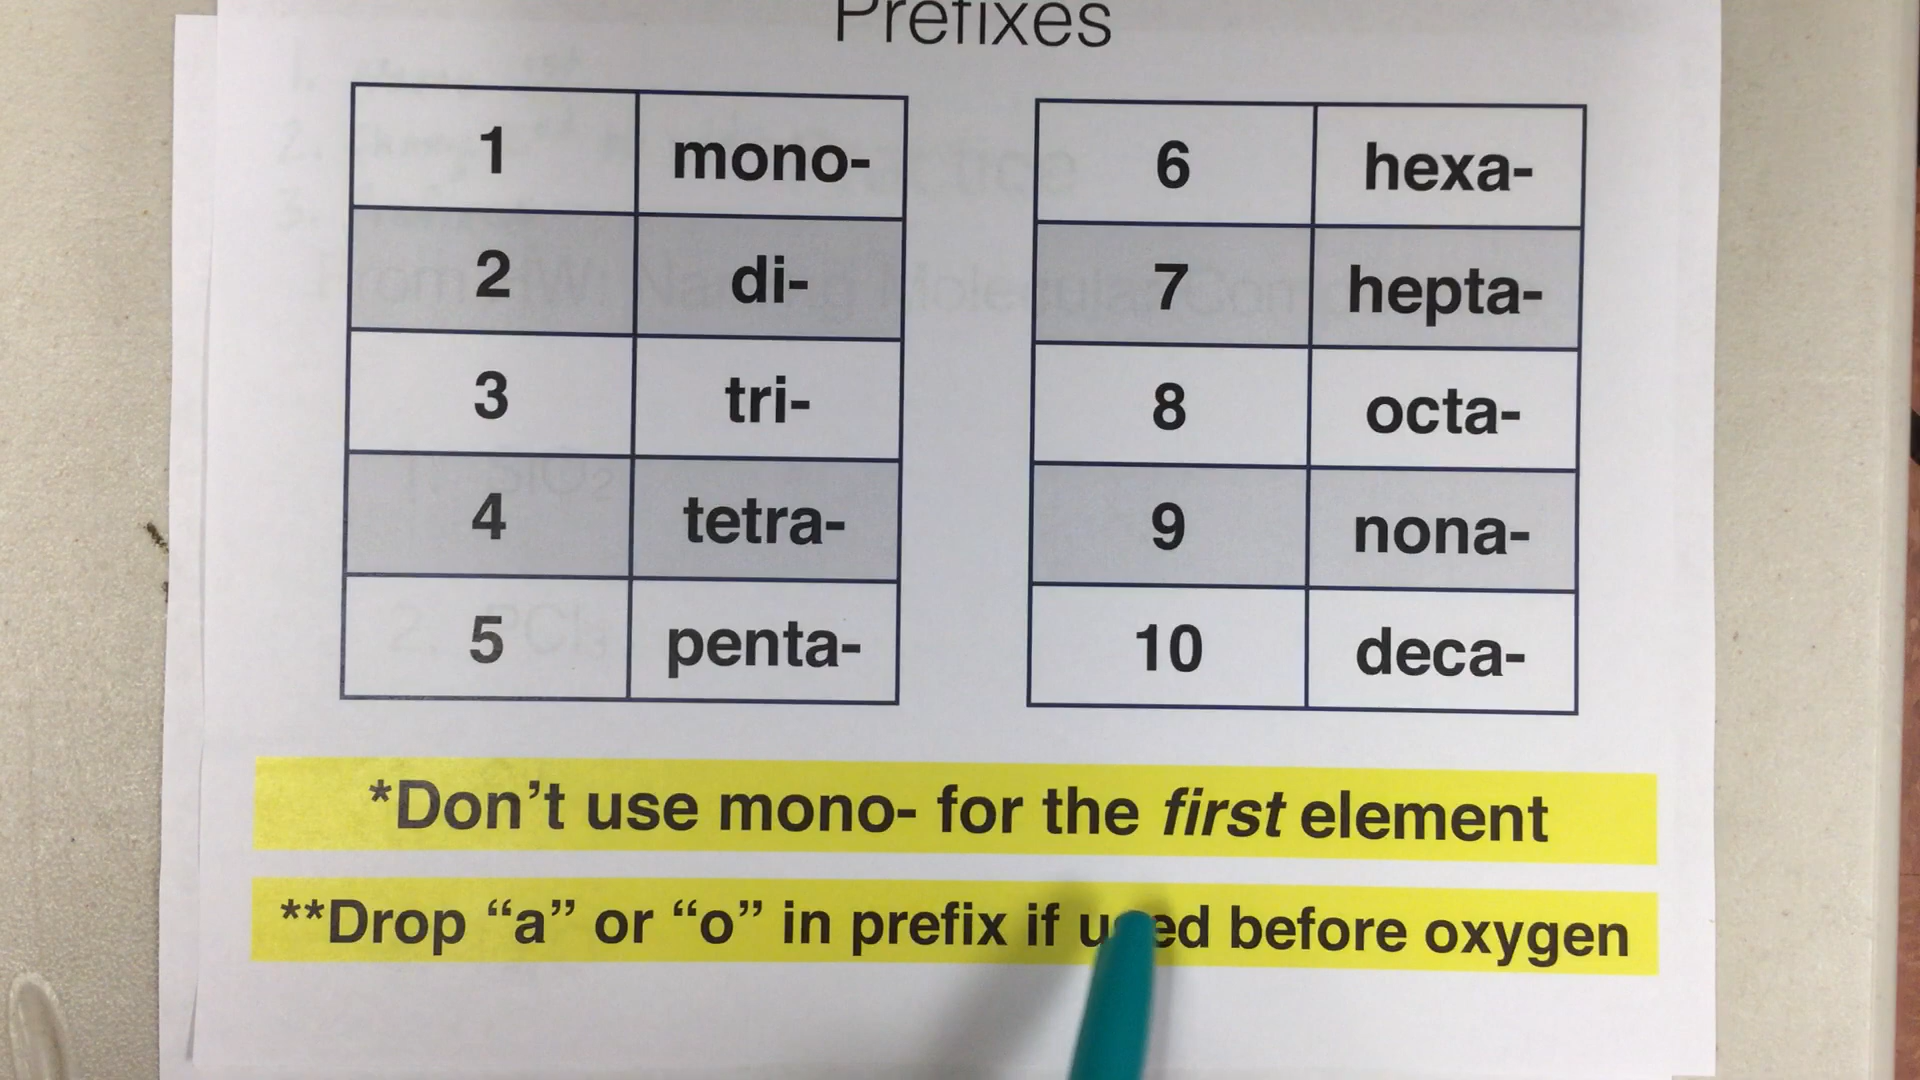 Prefixes
1 mono-
2 di-
3 tri-
4 tetra-
5 penta-
6 hexa-
7 hepta-
8 octa-
9 nona-
10 deca-
*Don't use mono- for the first element
**Drop “a” or “o” in prefix if used before oxygen